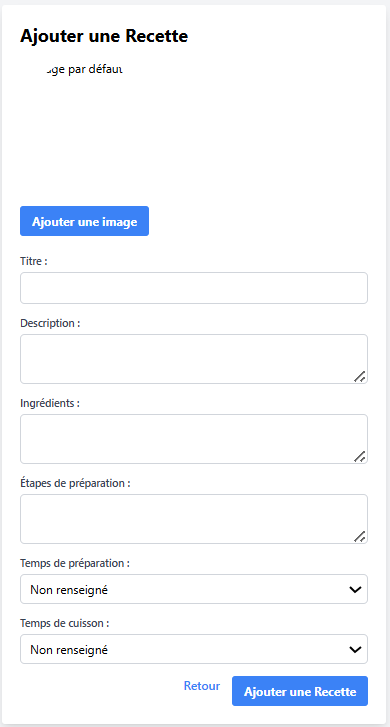 Ajouter une Recette
ge par défaut
Ajouter une image
Titre :
Description :
Ingrédients :
Étapes de préparation :
Temps de préparation :
Non renseigné
Temps de cuisson :
Non renseigné
Retour
Ajouter une Recette